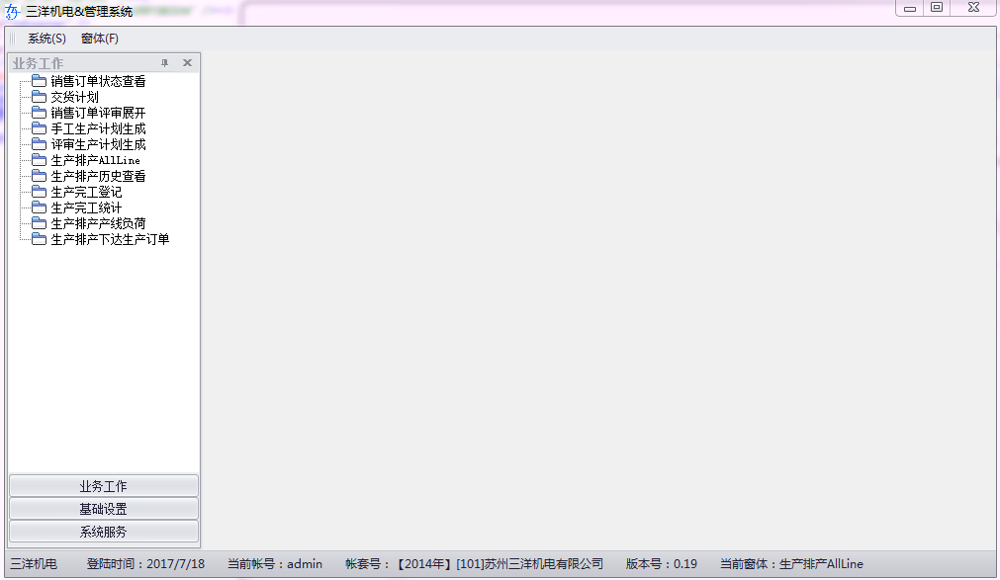 三洋机电&管理系统
系统(S) 窗体(F)
业务工作
销售订单状态查看
交货计划
销售订单评审展开
手工生产计划生成
评审生产计划生成
生产排产AllLine
生产排产历史查看
生产完工登记
生产完工统计
生产排产产线负荷
生产排产下达生产订单
业务工作
基础设置
系统服务
三洋机电 登陆时间：2017/7/18 当前帐号：admin 帐套号：【2014年】[101]苏州三洋机电有限公司 版本号：0.19 当前窗体：生产排产AllLine